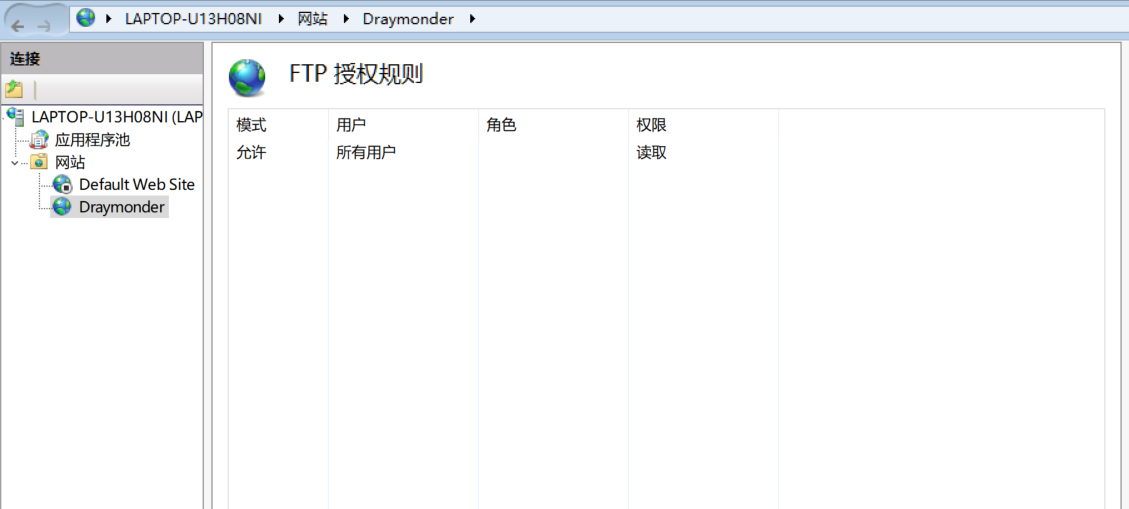 LAPTOP-U13H08NI 网站 Draymonder
连接
FTP 授权规则
LAPTOP-U13H08NI (LAP
应用程序池
网站
Default Web Site
Draymonder
模式 用户 角色 权限
允许 所有用户 读取